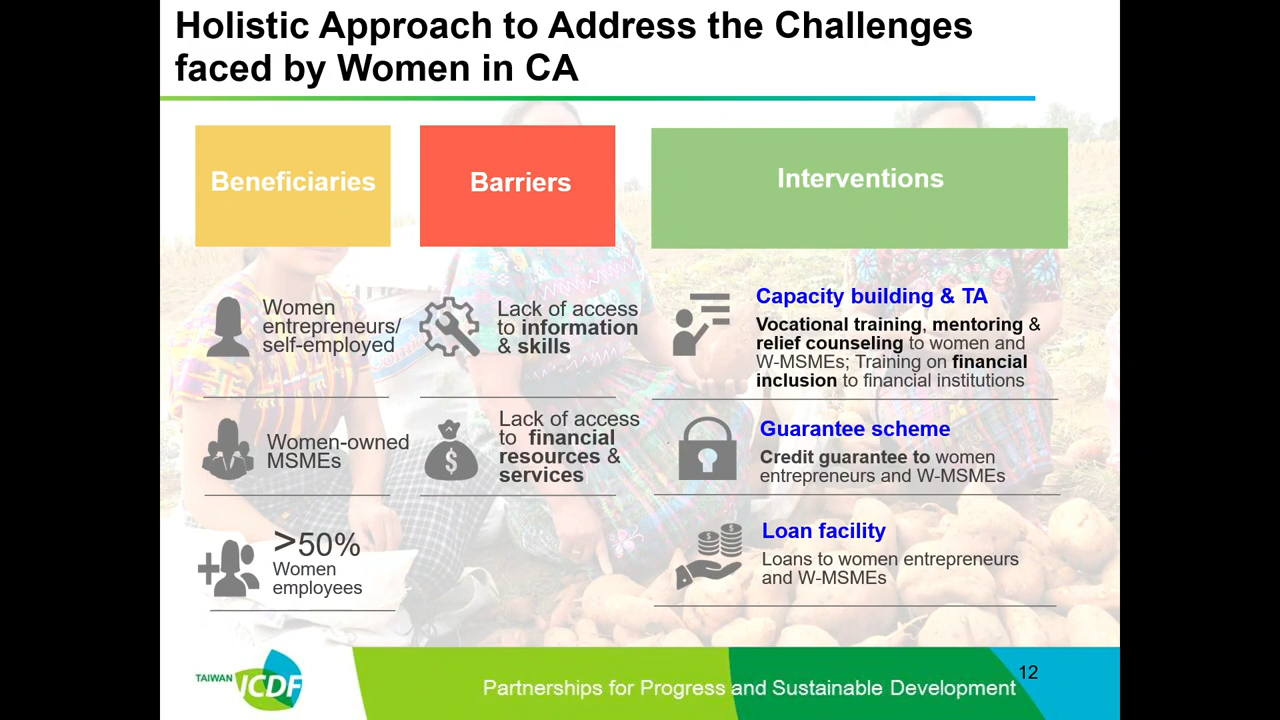 Holistic Approach to Address the Challenges
faced by Women in CA
Beneficiaries
Barriers
Interventions
Women
entrepreneurs/
self-employed
Lack of access
to information
& skills
Capacity building & TA
Vocational training, mentoring &
relief counseling to women and
W-MSMEs; Training on financial
inclusion to financial institutions
Women-owned
MSMEs
Lack of access
to financial
resources &
services
$
Guarantee scheme
Credit guarantee to women
entrepreneurs and W-MSMEs
>50%
Women
employees
$ $
Loan facility
Loans to women entrepreneurs
and W-MSMEs
TAIWAN ICDF
Partnerships for Progress and Sustainable Development
12